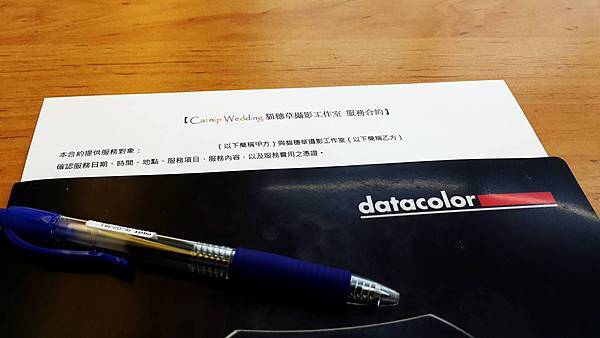 【Catnip Wedding 貓穗草攝影工作室 服務合約】
本合約提供服務對象： （以下簡稱甲方）與貓穗草攝影工作室（以下簡稱乙方）
確認服務日期、時間、地點、服務項目、服務內容、以及服務費用之憑證。
datacolor